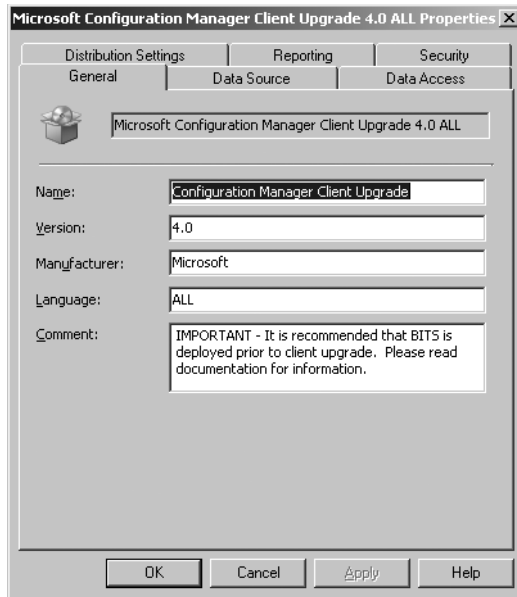 Microsoft Configuration Manager Client Upgrade 4.0 ALL Properties X
Distribution Settings Reporting Security
General Data Source Data Access
Microsoft Configuration Manager Client Upgrade 4.0 ALL
Name: Configuration Manager Client Upgrade
Version: 4.0
Manufacturer: Microsoft
Language: ALL
Comment: IMPORTANT - It is recommended that BITS is
deployed prior to client upgrade. Please read
documentation for information.
OK Cancel Apply Help